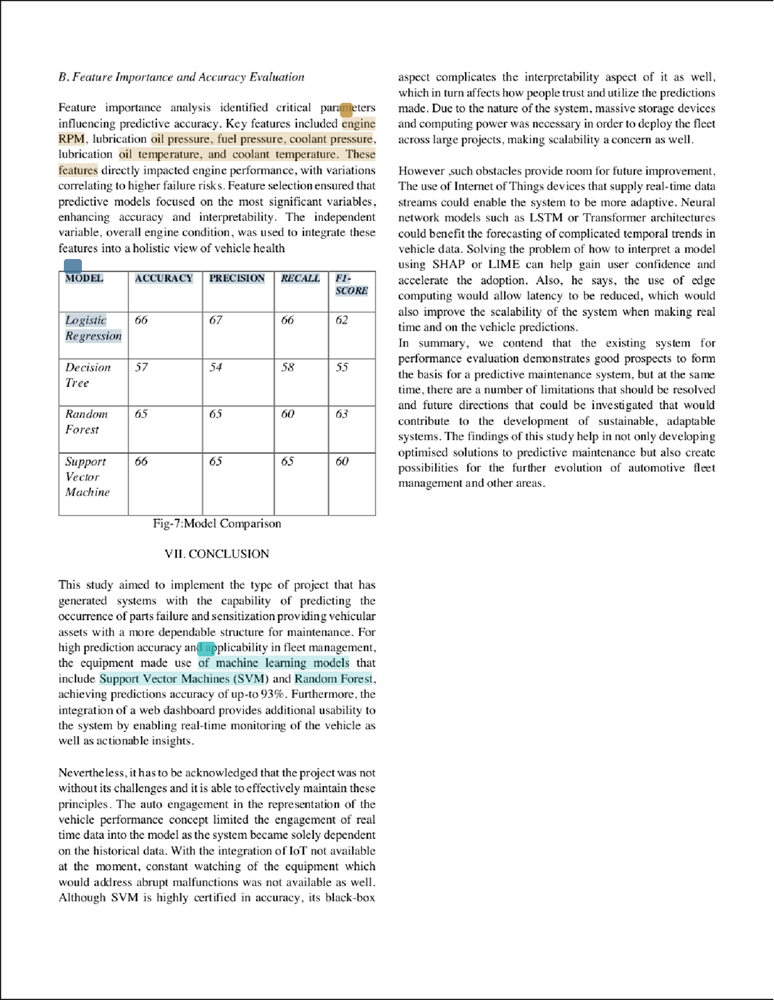 B. Feature Importance and Accuracy Evaluation
Feature importance analysis identified critical parameters
influencing predictive accuracy. Key features included engine
RPM, lubrication oil pressure, fuel pressure, coolant pressure,
lubrication oil temperature, and coolant temperature. These
features directly impacted engine performance, with variations
correlating to higher failure risks. Feature selection ensured that
predictive models focused on the most significant variables,
enhancing accuracy and interpretability. The independent
variable, overall engine condition, was used to integrate these
features into a holistic view of vehicle health
MODEL ACCURACY PRECISION RECALL F1-
SCORE
Logistic 66 67 66 62
Regression
Decision 57 54 58 55
Tree
Random 65 65 60 63
Forest
Support 66 65 65 60
Vector
Machine
Fig-7:Model Comparison
VII. CONCLUSION
This study aimed to implement the type of project that has
generated systems with the capability of predicting the
occurrence of parts failure and sensitization providing vehicular
assets with a more dependable structure for maintenance. For
high prediction accuracy and applicability in fleet management,
the equipment made use of machine learning models that
include Support Vector Machines (SVM) and Random Forest,
achieving predictions accuracy of up-to 93%. Furthermore, the
integration of a web dashboard provides additional usability to
the system by enabling real-time monitoring of the vehicle as
well as actionable insights.
Nevertheless, it has to be acknowledged that the project was not
without its challenges and it is able to effectively maintain these
principles. The auto engagement in the representation of the
vehicle performance concept limited the engagement of real
time data into the model as the system became solely dependent
on the historical data. With the integration of IoT not available
at the moment, constant watching of the equipment which
would address abrupt malfunctions was not available as well.
Although SVM is highly certified in accuracy, its black-box
aspect complicates the interpretability aspect of it as well,
which in turn affects how people trust and utilize the predictions
made. Due to the nature of the system, massive storage devices
and computing power was necessary in order to deploy the fleet
across large projects, making scalability a concern as well.
However ,such obstacles provide room for future improvement,
The use of Internet of Things devices that supply real-time data
streams could enable the system to be more adaptive. Neural
network models such as LSTM or Transformer architectures
could benefit the forecasting of complicated temporal trends in
vehicle data. Solving the problem of how to interpret a model
using SHAP or LIME can help gain user confidence and
accelerate the adoption. Also, he says, the use of edge
computing would allow latency to be reduced, which would
also improve the scalability of the system when making real
time and on the vehicle predictions.
In summary, we contend that the existing system for
performance evaluation demonstrates good prospects to form
the basis for a predictive maintenance system, but at the same
time, there are a number of limitations that should be resolved
and future directions that could be investigated that would
contribute to the development of sustainable, adaptable
systems. The findings of this study help in not only developing
optimised solutions to predictive maintenance but also create
possibilities for the further evolution of automotive fleet
management and other areas.